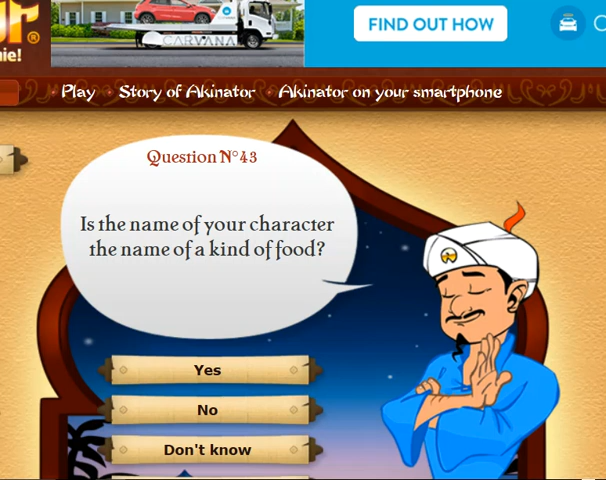 FIND OUT HOW
CARVANA
nie!
Play · Story of Akinator · Akinator on your smartphone
Question N°43
Is the name of your character
the name of a kind of food?
Yes
No
Don't know